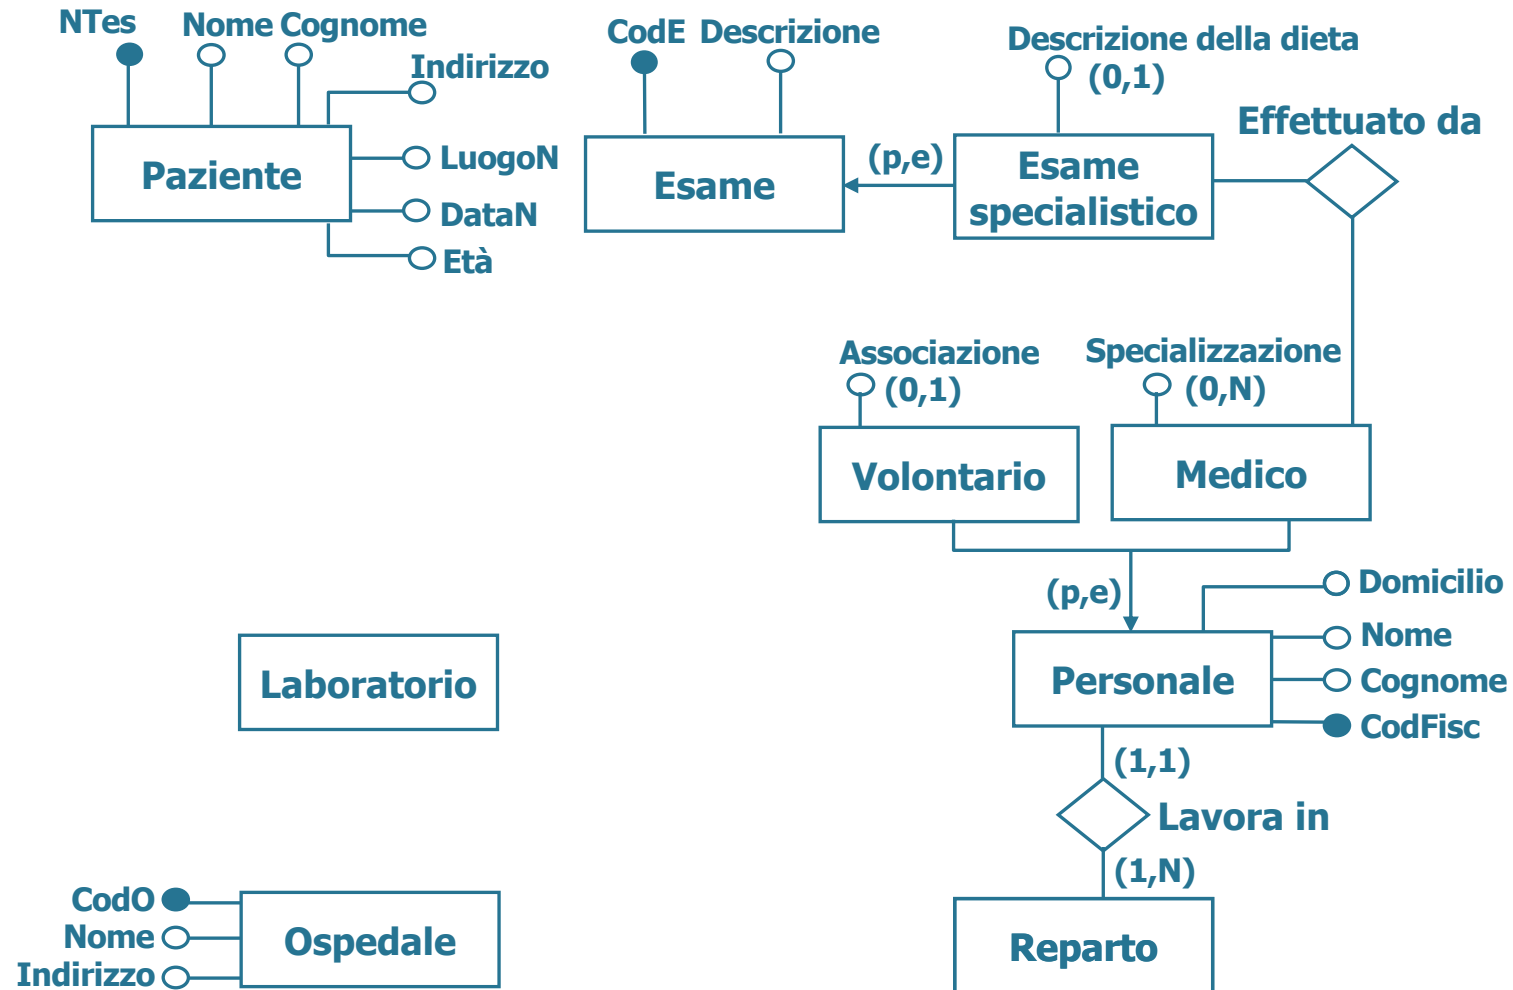 NTes
Nome Cognome
Indirizzo
Paziente
LuogoN
DataN
Età
CodE Descrizione
Esame
(p,e)
Descrizione della dieta
(0,1)
Esame
specialistico
Effettuato da
Associazione
(0,1)
Volontario
Specializzazione
(0,N)
Medico
(p,e)
Domicilio
Nome
Cognome
CodFisc
Personale
(1,1)
Lavora in
(1,N)
Reparto
Laboratorio
CodO
Nome
Indirizzo
Ospedale